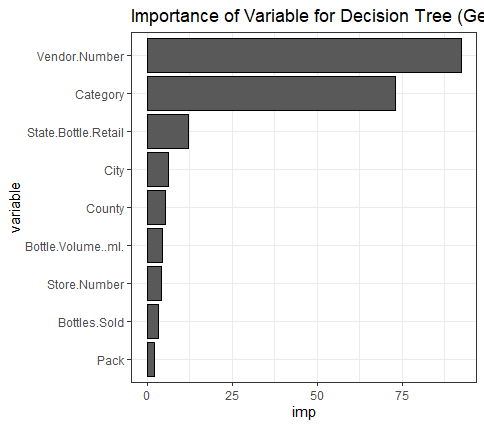 Importance of Variable for Decision Tree (Ge
variable
Vendor.Number
Category
State.Bottle.Retail
City
County
Bottle.Volume..ml.
Store.Number
Bottles.Sold
Pack
0 25 50 75
imp